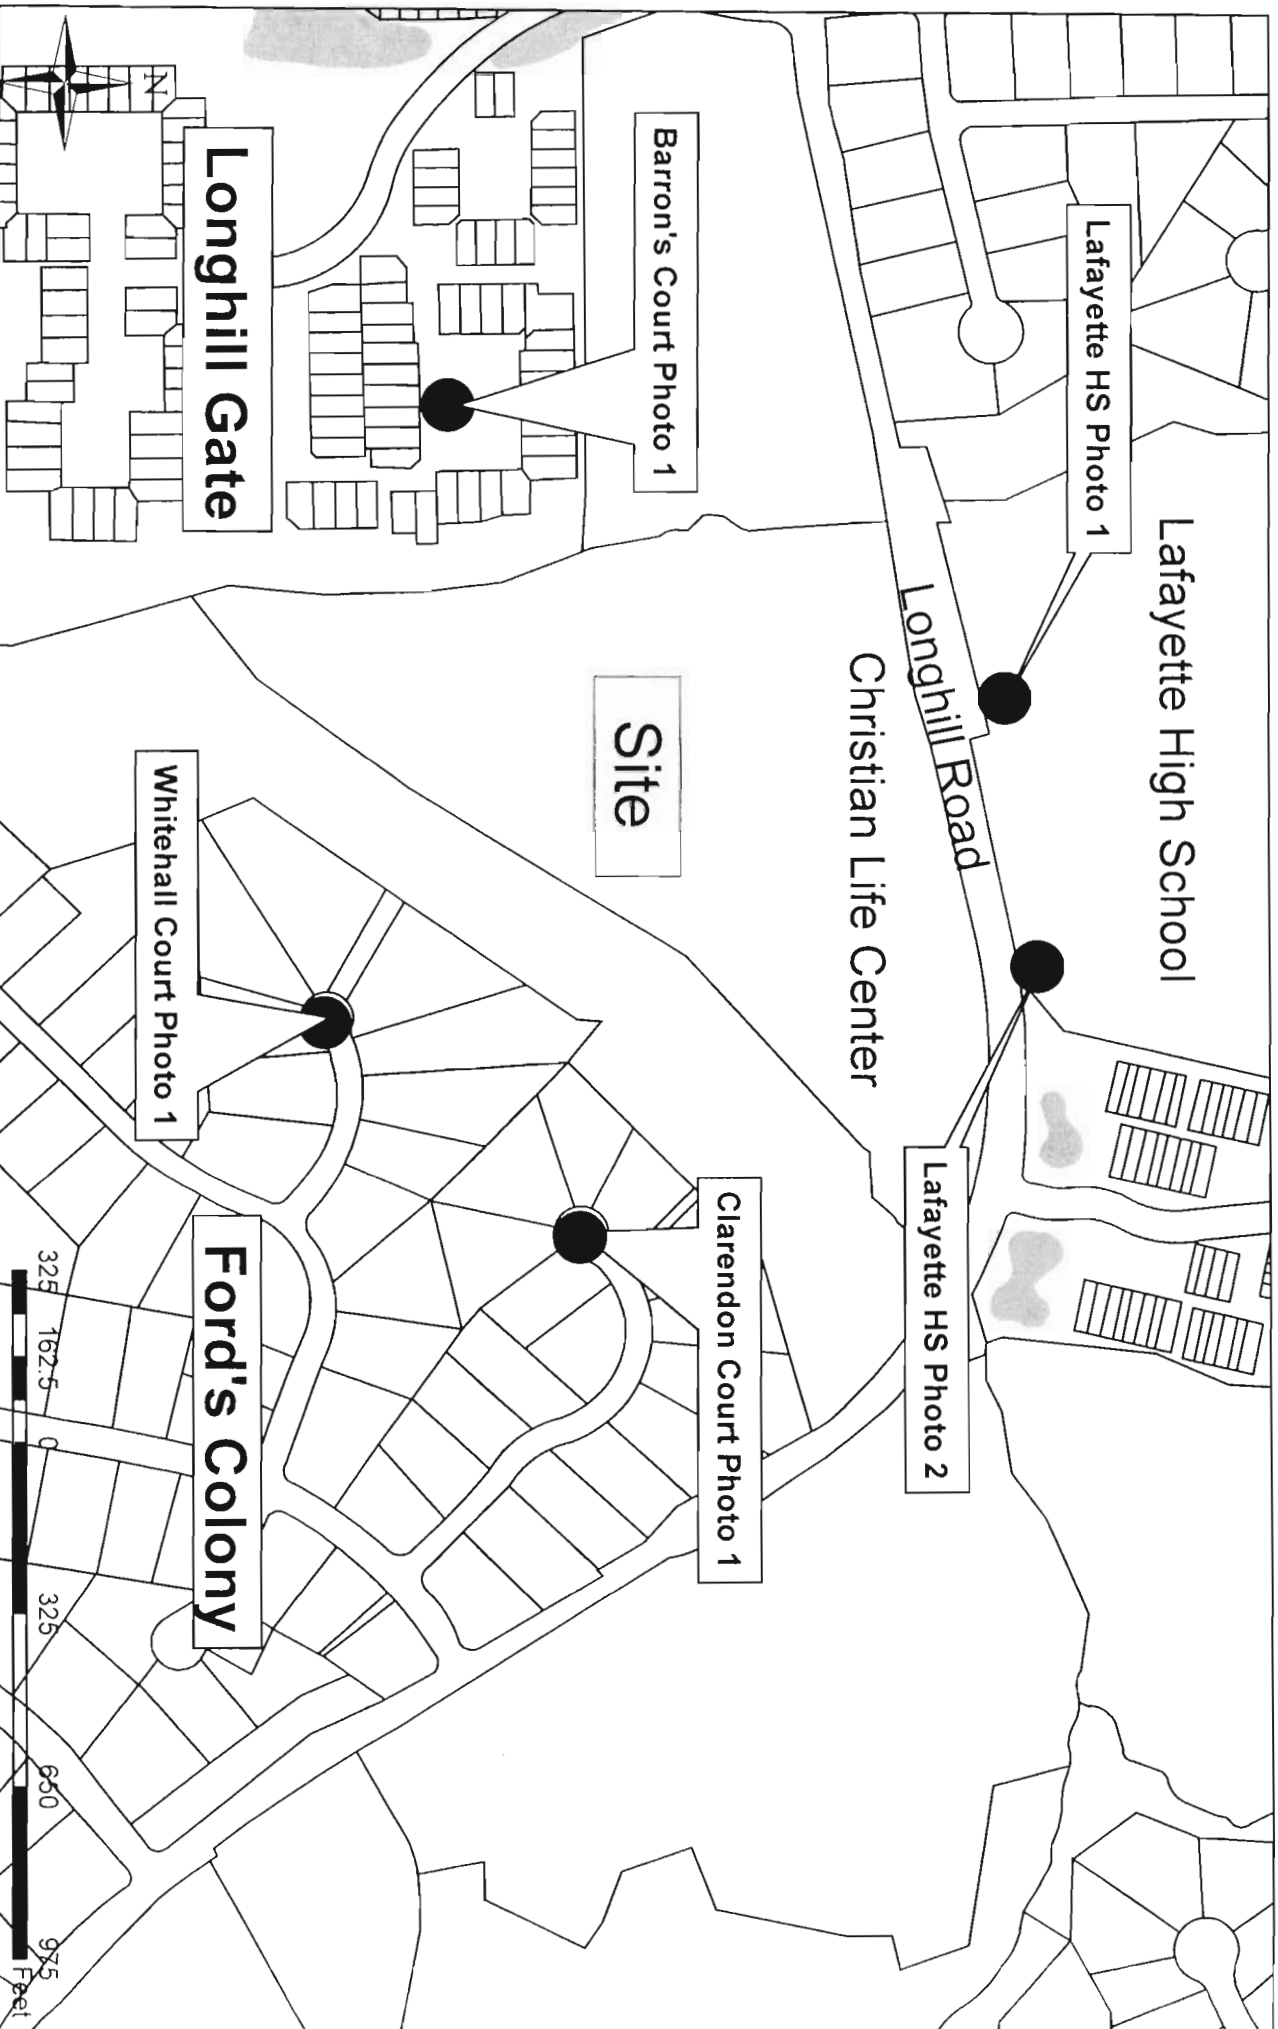 Lafayette High School
Lafayette HS Photo 1
Lafayette HS Photo 2
Longhill Road
Christian Life Center
Clarendon Court Photo 1
Barron's Court Photo 1
Site
Longhill Gate
Whitehall Court Photo 1
Ford's Colony
N
325 162.5 0 325 650 975
Feet